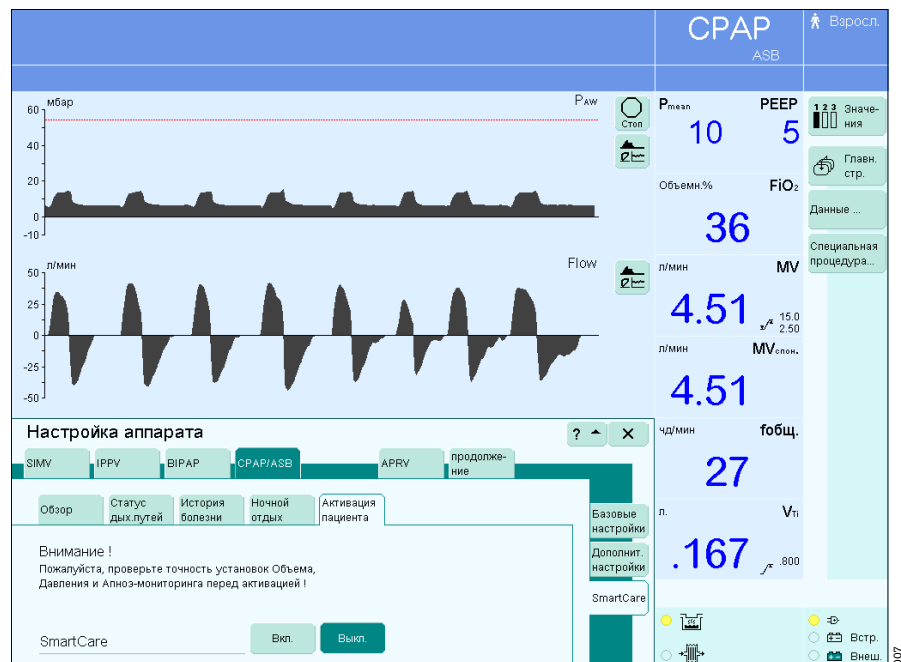 CPAP
ASB
Взросл.
мбар
PAW
60
40
20
0
-10
Стоп
Pmean
PEEP
10
5
1 2 3 Значе-
ния
Главн.
стр.
Объемн.%
FiO2
36
Данные ...
Специальная
процедура...
л/мин
Flow
50
25
0
-25
-50
л/мин
MV
4.51
15.0
2.50
л/мин
MVспон.
4.51
Настройка аппарата
?
X
SIMV
IPPV
BIPAP
CPAP/ASB
APRV
продолже-
ние
чд/мин
fобщ.
27
Обзор
Статус
дых.путей
История
болезни
Ночной
отдых
Активация
пациента
Базовые
настройки
Дополнит.
настройки
SmartCare
л.
VTi
.167
.800
Внимание !
Пожалуйста, проверьте точность установок Объема,
Давления и Апноэ-мониторинга перед активацией !
SmartCare
Вкл.
Выкл.
Встр.
Внеш.